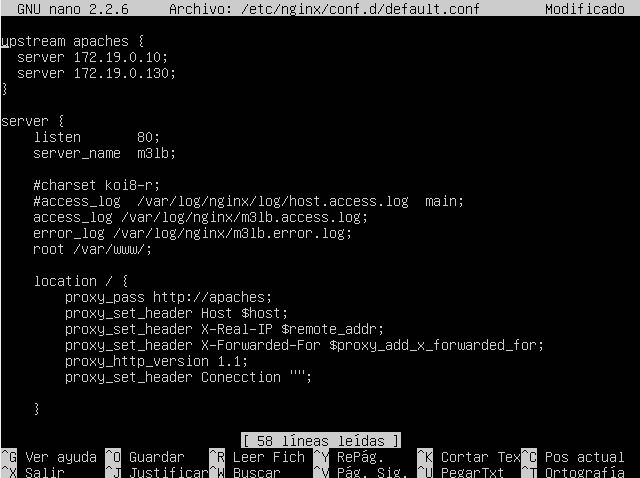 GNU nano 2.2.6 Archivo: /etc/nginx/conf.d/default.conf Modificado
upstream apaches {
server 172.19.0.10;
server 172.19.0.130;
}
server {
listen 80;
server_name m3lb;
#charset koi8-r;
#access_log /var/log/nginx/log/host.access.log main;
access_log /var/log/nginx/m3lb.access.log;
error_log /var/log/nginx/m3lb.error.log;
root /var/www/;
location / {
proxy_pass http://apaches;
proxy_set_header Host $host;
proxy_set_header X-Real-IP $remote_addr;
proxy_set_header X-Forwarded-For $proxy_add_x_forwarded_for;
proxy_http_version 1.1;
proxy_set_header Conecction "";
}
[ 58 líneas leídas ]
^G Ver ayuda ^O Guardar ^R Leer Fich ^Y RePág. ^K Cortar Tex ^C Pos actual
^X Salir ^J Justificar ^W Buscar ^V Pág. Sig. ^U PegarTxt ^T Ortografía